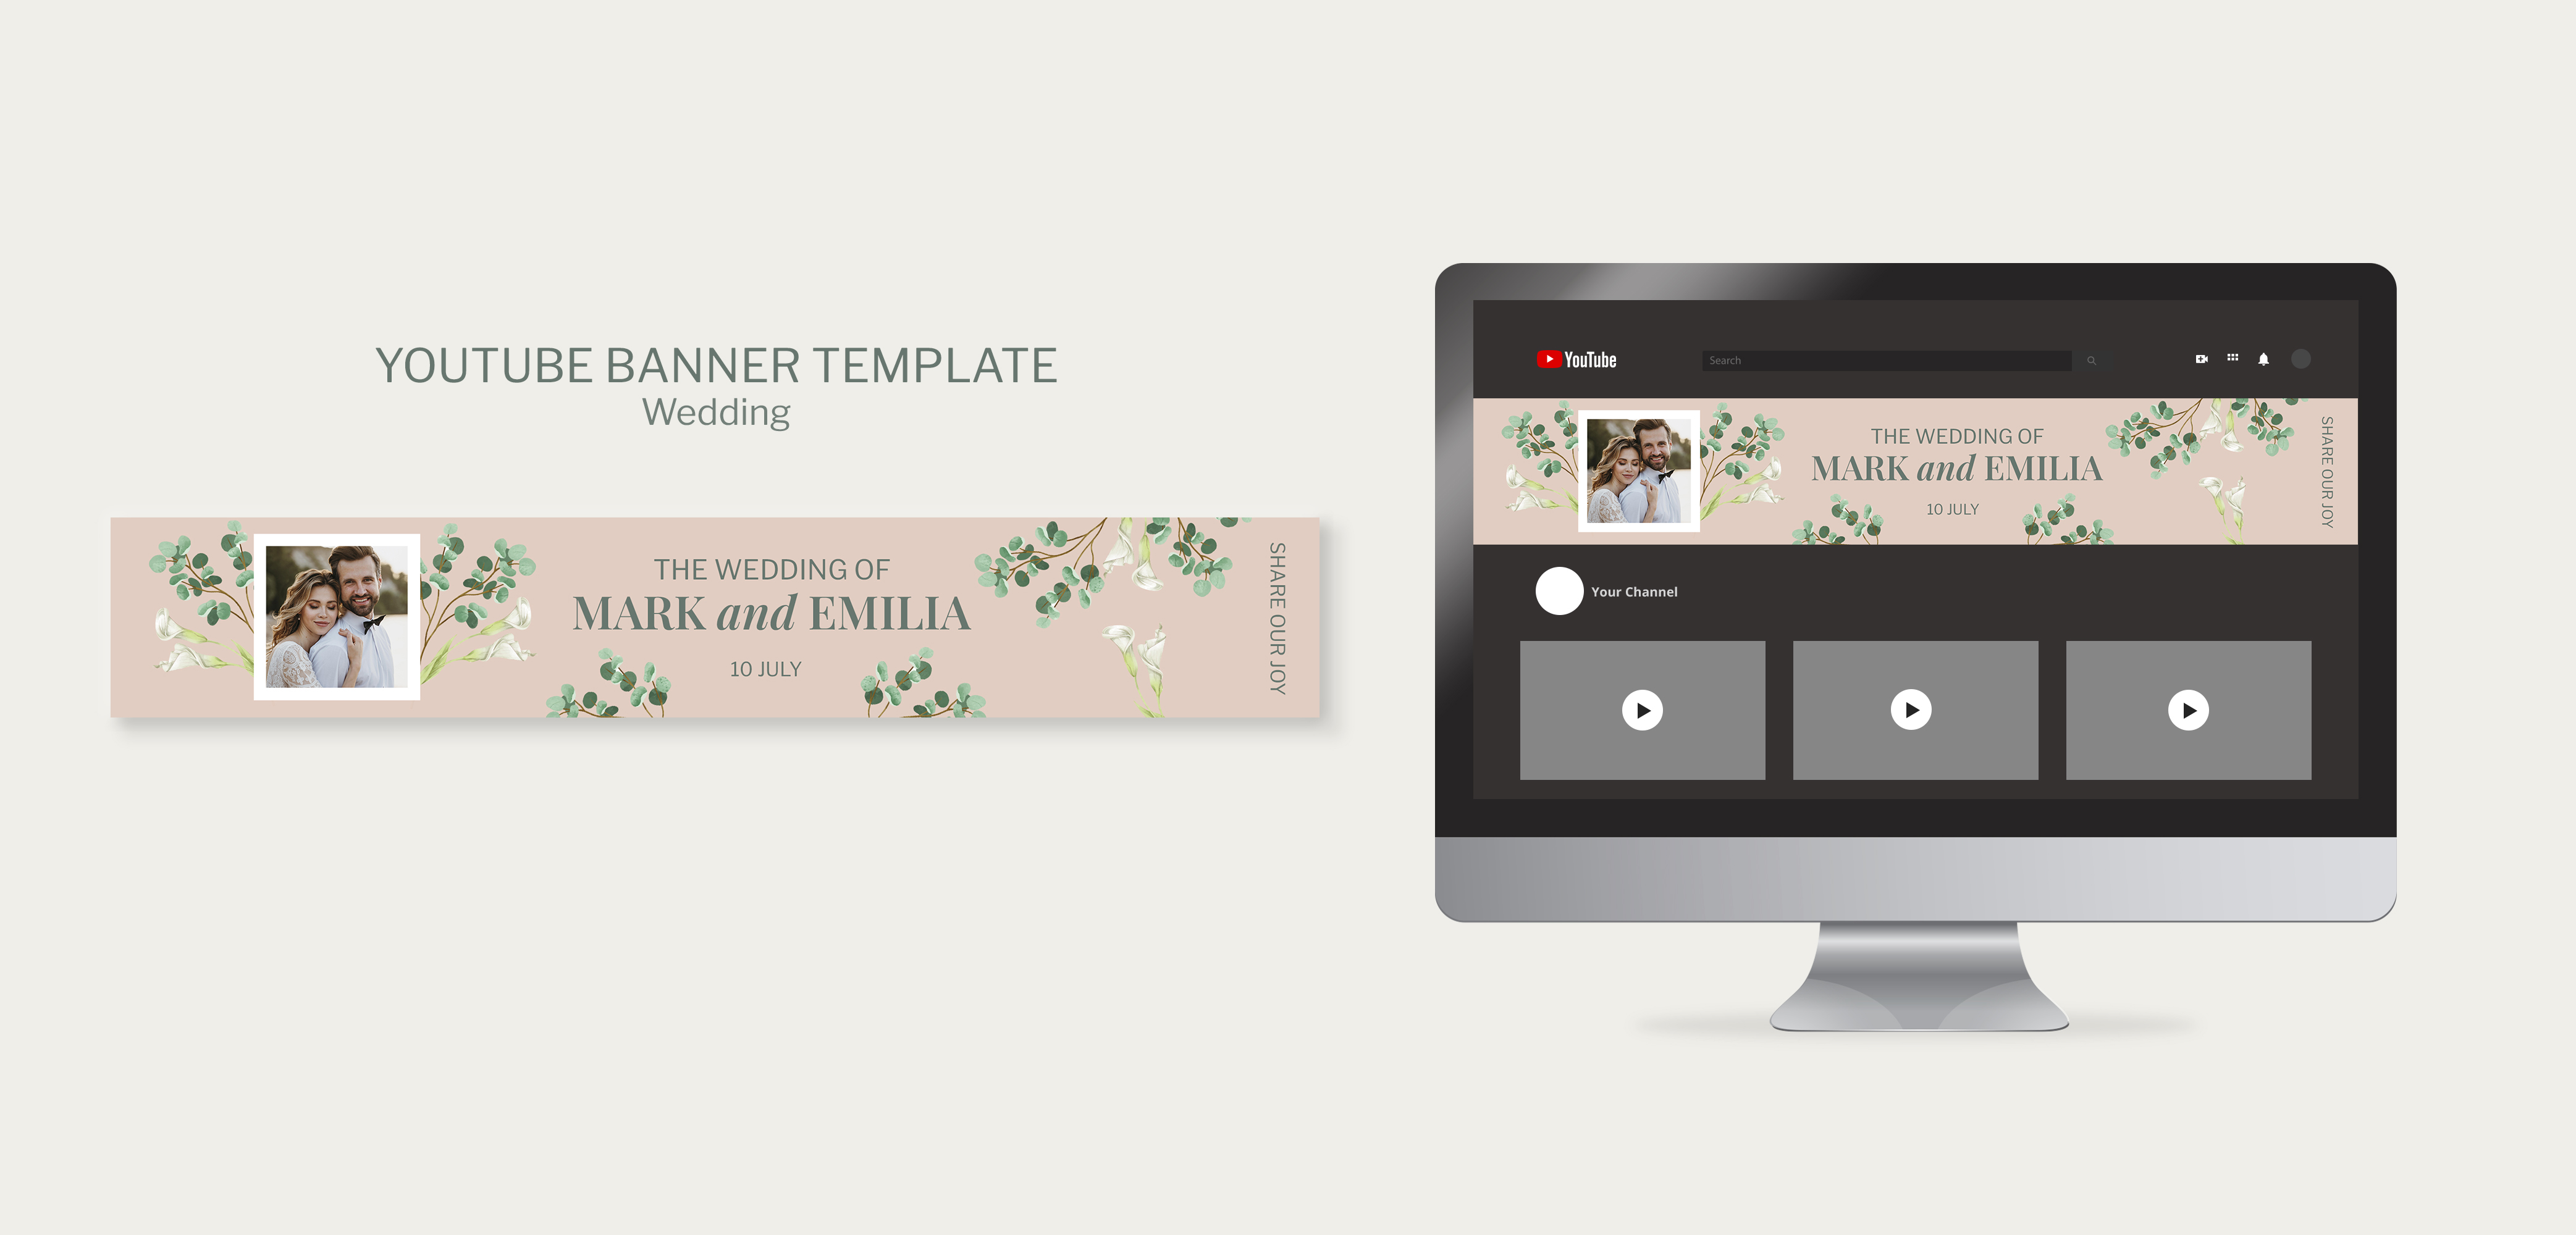 YOUTUBE BANNER TEMPLATE
Wedding
THE WEDDING OF
MARK and EMILIA
10 JULY
SHARE OUR JOY
YouTube
Search
THE WEDDING OF
MARK and EMILIA
10 JULY
SHARE OUR JOY
Your Channel